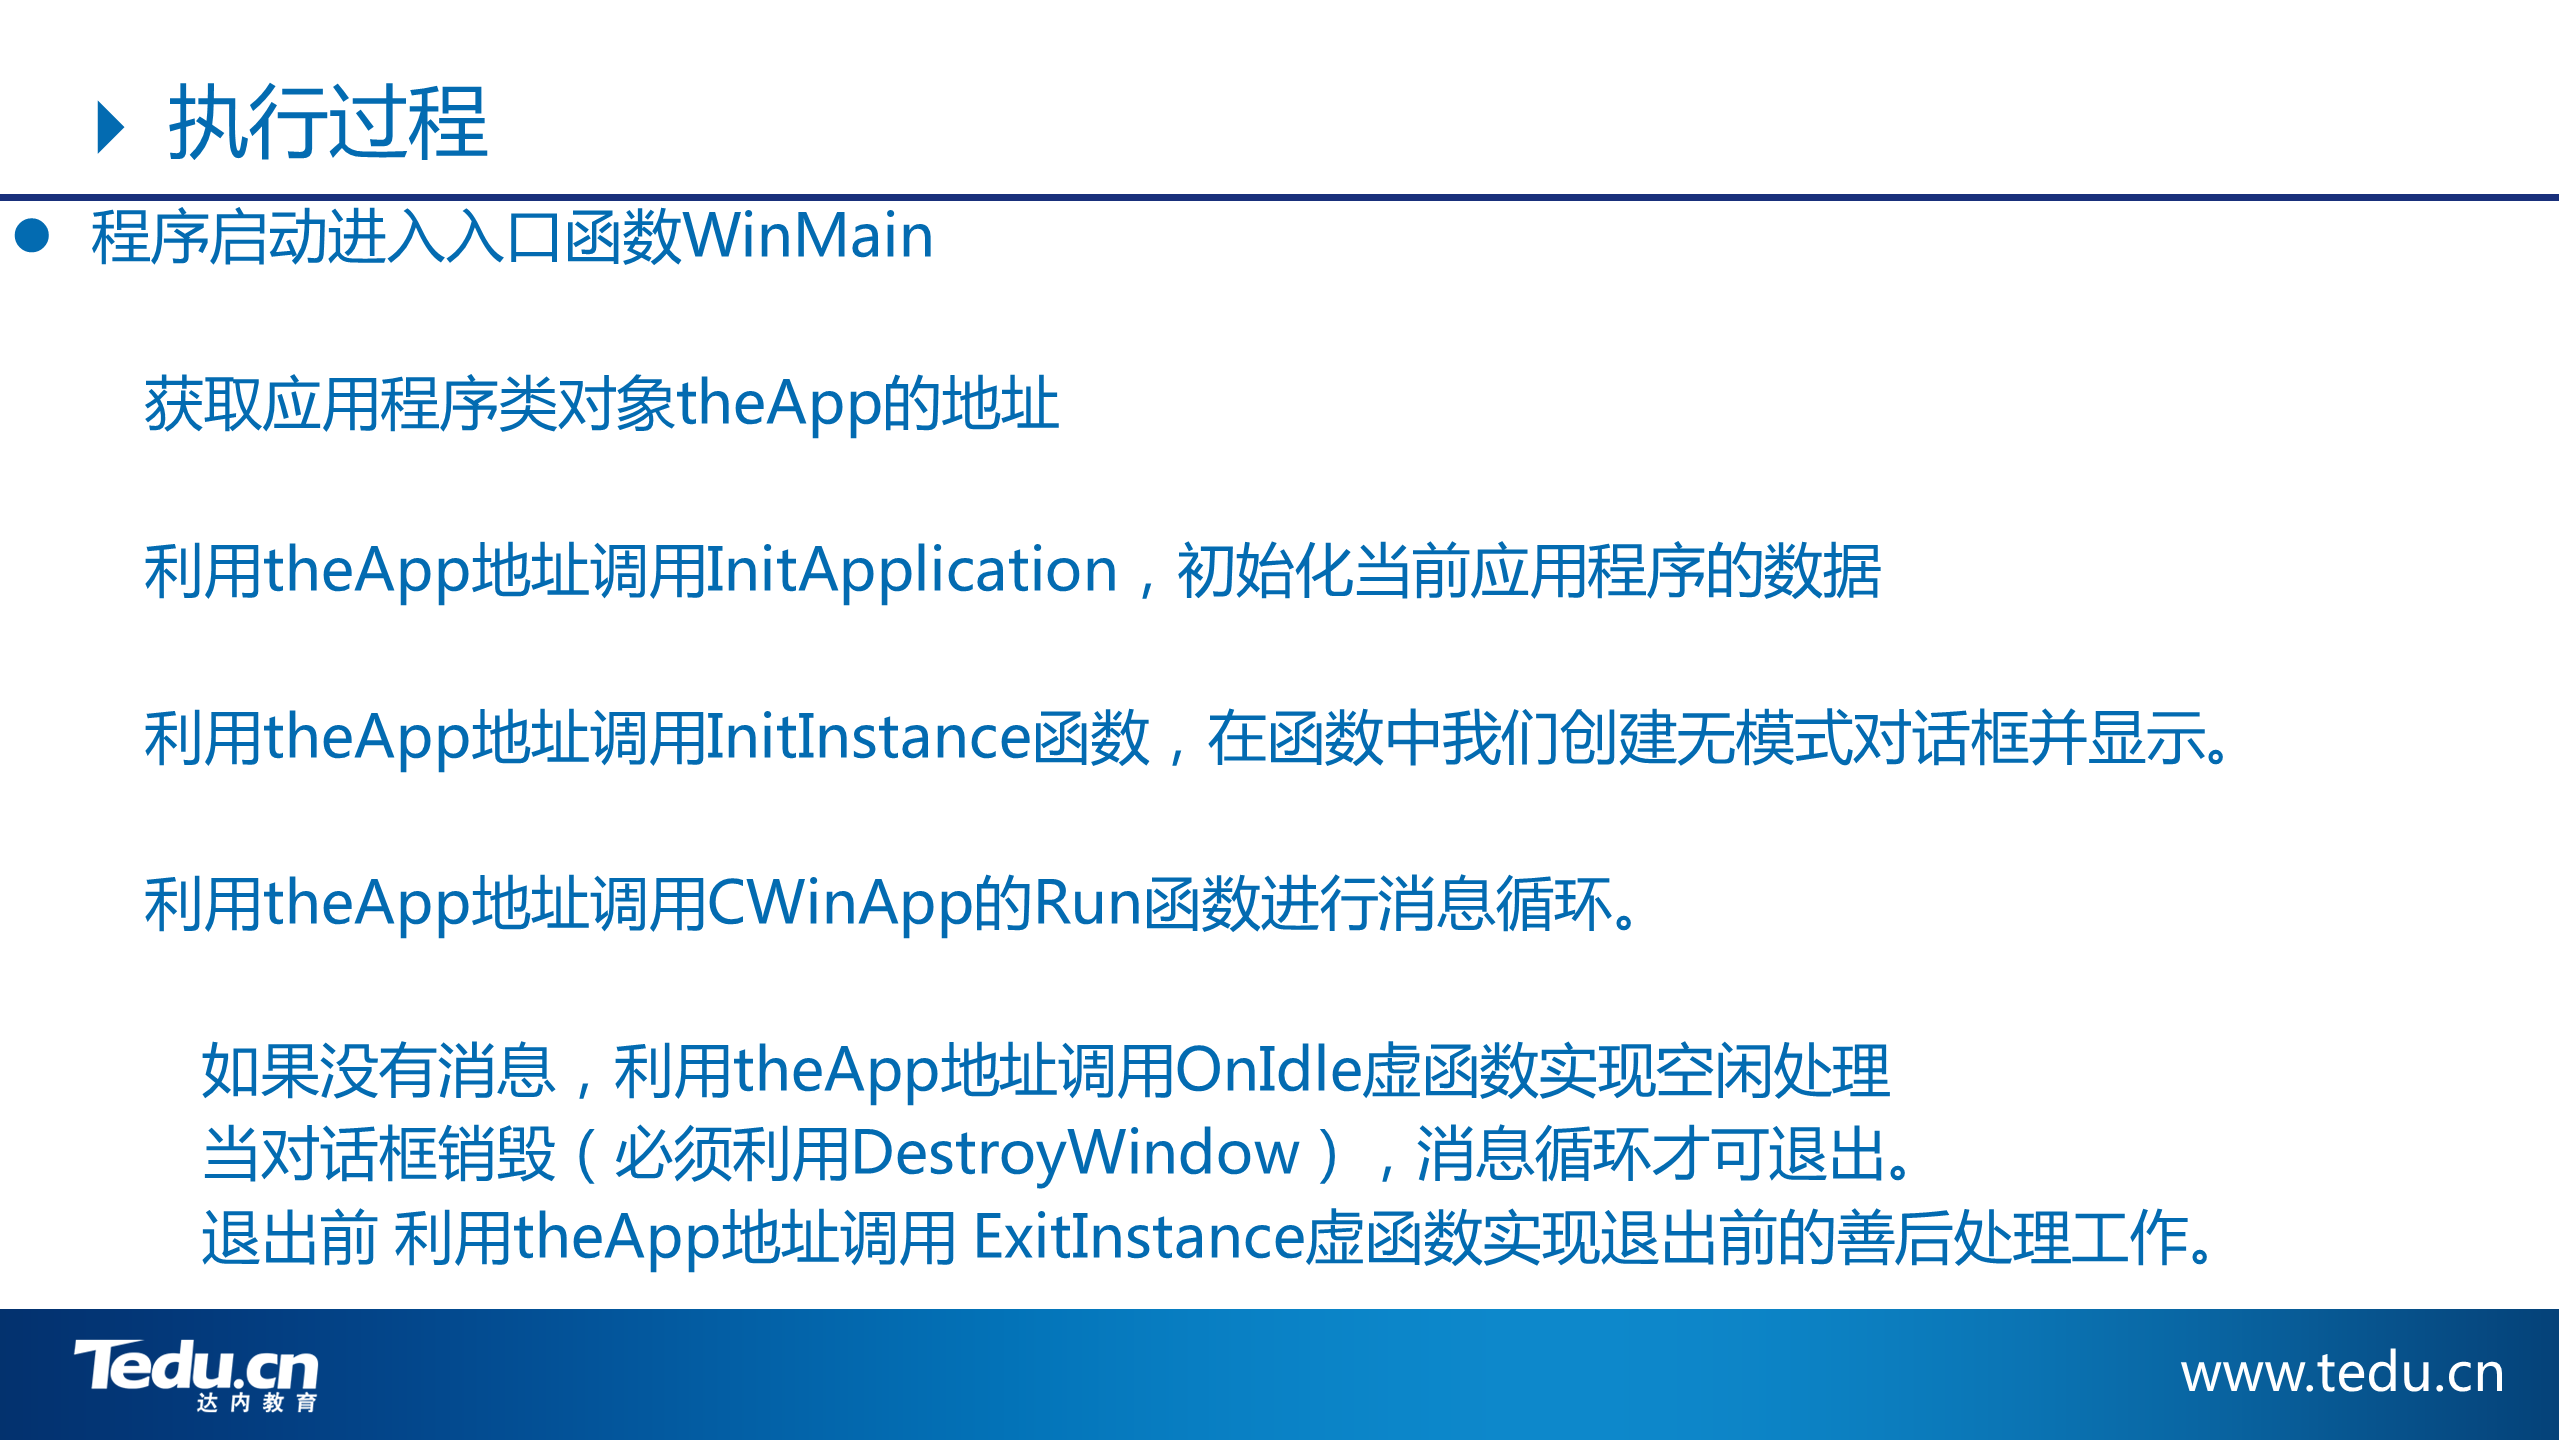 执行过程
程序启动进入入口函数WinMain
获取应用程序类对象theApp的地址
利用theApp地址调用InitApplication，初始化当前应用程序的数据
利用theApp地址调用InitInstance函数，在函数中我们创建无模式对话框并显示。
利用theApp地址调用CWinApp的Run函数进行消息循环。
如果没有消息，利用theApp地址调用OnIdle虚函数实现空闲处理
当对话框销毁（必须利用DestroyWindow），消息循环才可退出。
退出前 利用theApp地址调用 ExitInstance虚函数实现退出前的善后处理工作。
Tedu.cn
达内教育
www.tedu.cn